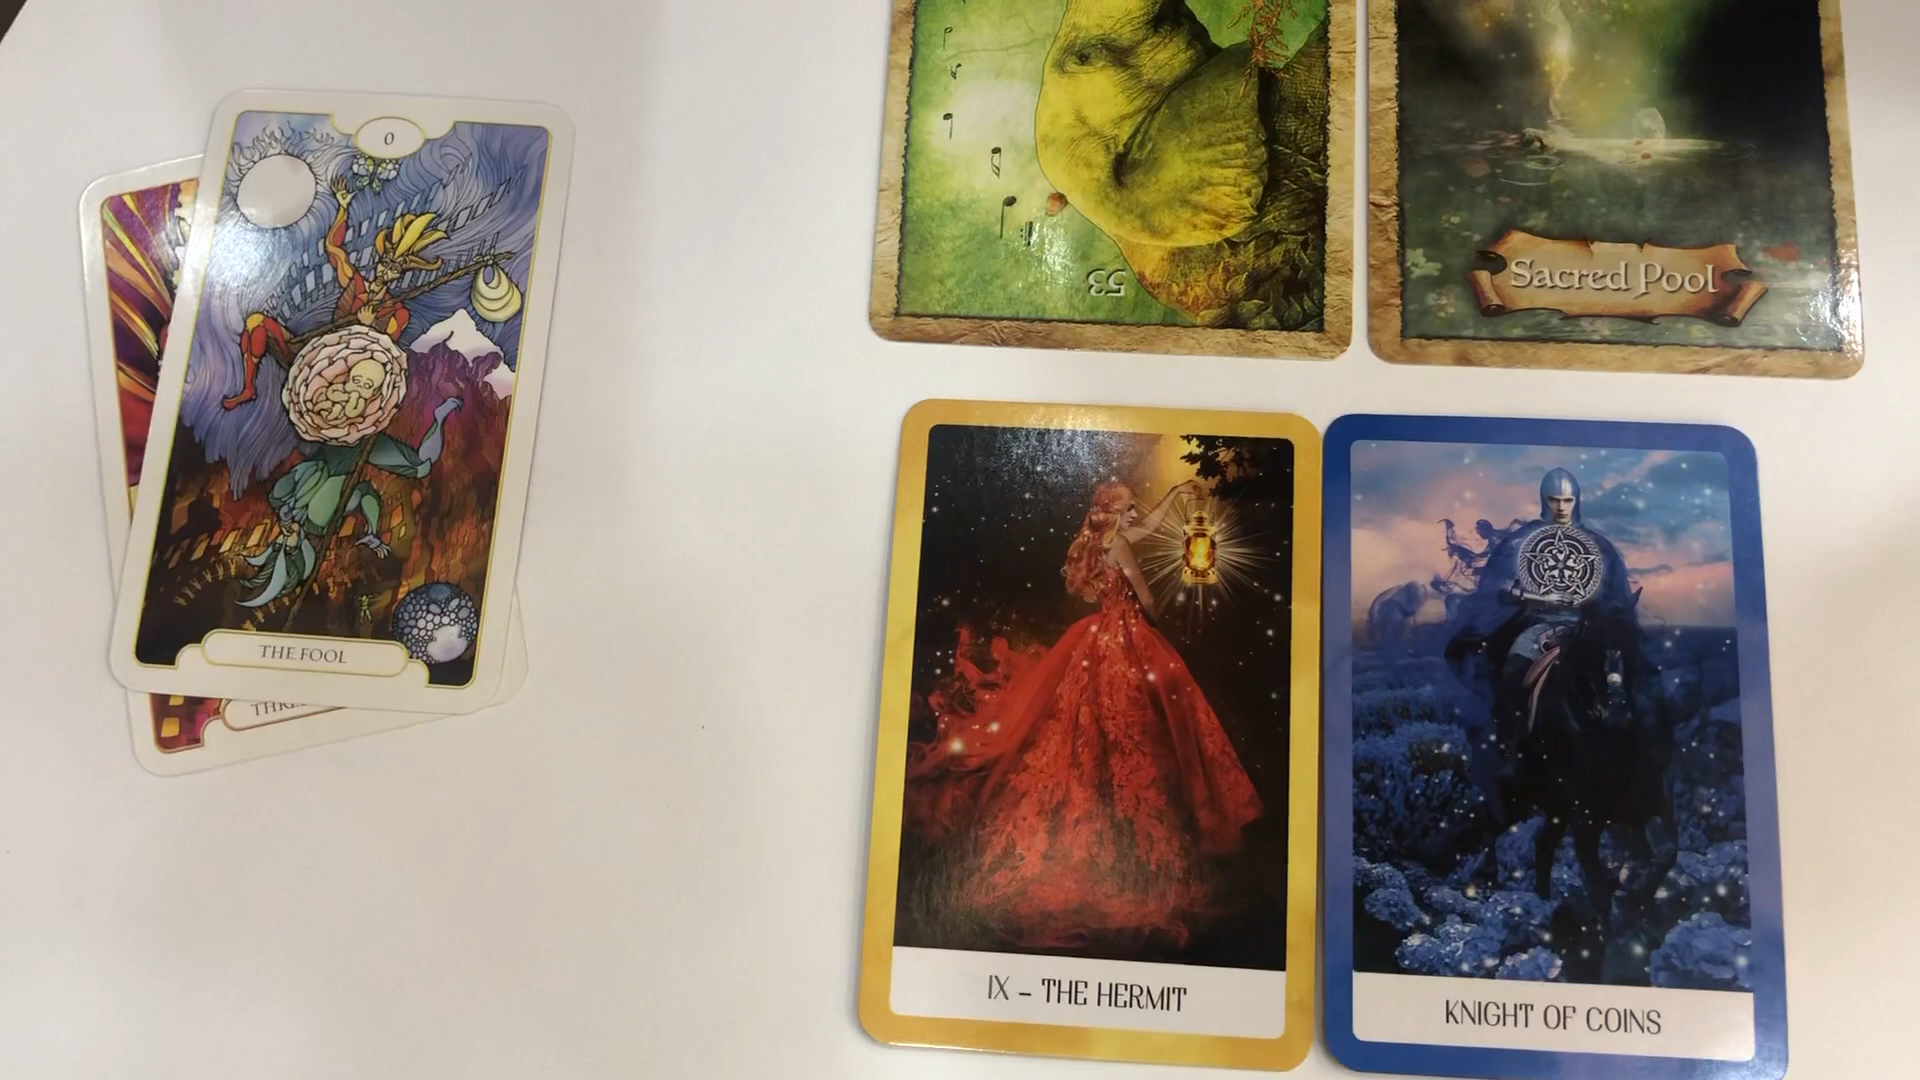 0
THE FOOL
53
Sacred Pool
IX – THE HERMIT
KNIGHT OF COINS